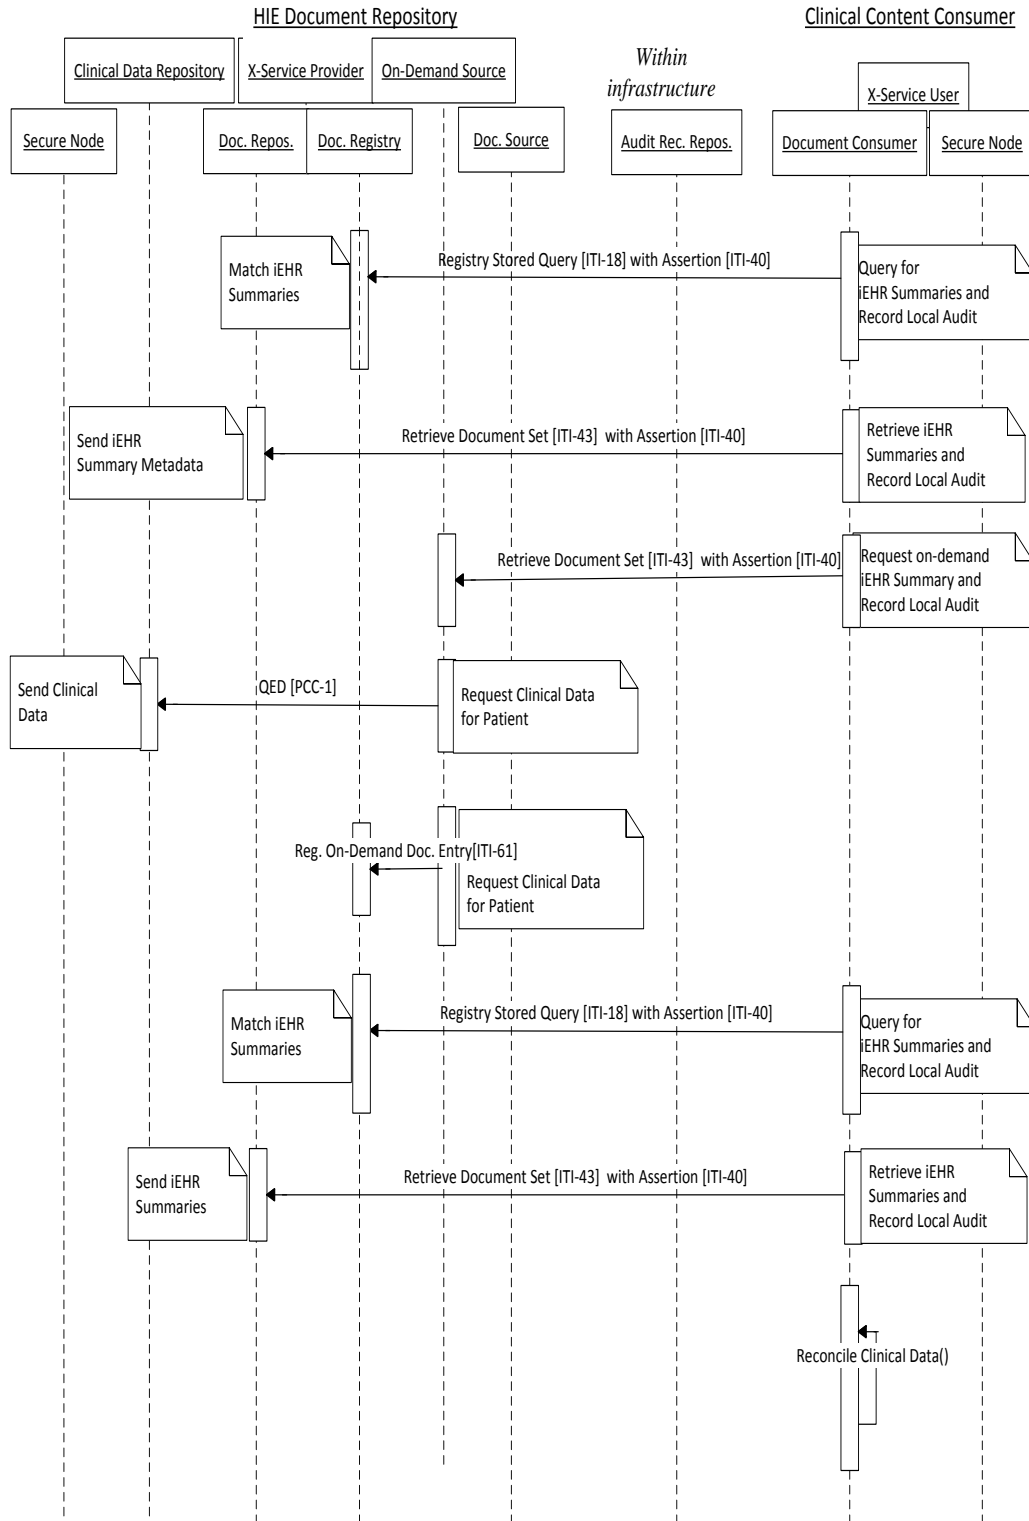 HIE Document Repository
Clinical Content Consumer
Clinical Data Repository
X-Service Provider
On-Demand Source
Within
infrastructure
X-Service User
Secure Node
Doc. Repos.
Doc. Registry
Doc. Source
Audit Rec. Repos.
Document Consumer
Secure Node
Match iEHR
Summaries
Registry Stored Query [ITI-18] with Assertion [ITI-40]
Query for
iEHR Summaries and
Record Local Audit
Send iEHR
Summary Metadata
Retrieve Document Set [ITI-43]  with Assertion [ITI-40]
Retrieve iEHR
Summaries and
Record Local Audit
Retrieve Document Set [ITI-43]  with Assertion [ITI-40]
Request on-demand
iEHR Summary and
Record Local Audit
Send Clinical
Data
QED [PCC-1]
Request Clinical Data
for Patient
Reg. On-Demand Doc. Entry[ITI-61]
Request Clinical Data
for Patient
Match iEHR
Summaries
Registry Stored Query [ITI-18] with Assertion [ITI-40]
Query for
iEHR Summaries and
Record Local Audit
Send iEHR
Summaries
Retrieve Document Set [ITI-43]  with Assertion [ITI-40]
Retrieve iEHR
Summaries and
Record Local Audit
Reconcile Clinical Data()